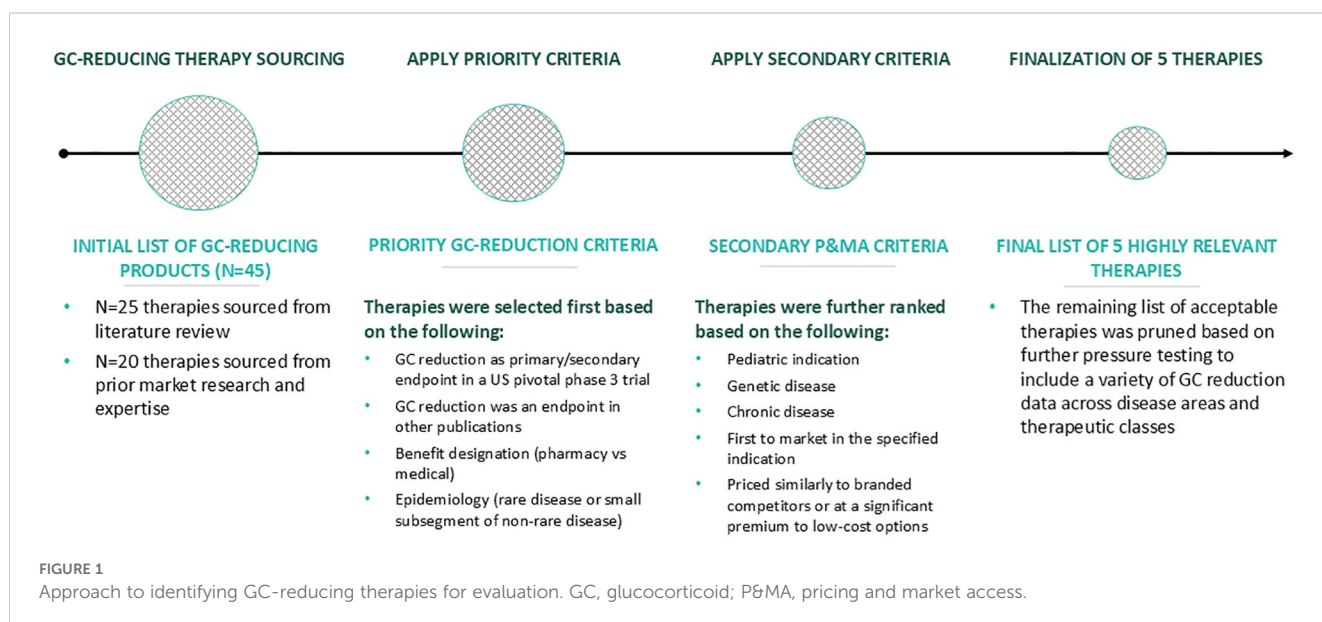 GC-REDUCING THERAPY SOURCING
APPLY PRIORITY CRITERIA
APPLY SECONDARY CRITERIA
FINALIZATION OF 5 THERAPIES
INITIAL LIST OF GC-REDUCING
PRODUCTS (N=45)
• N=25 therapies sourced from
literature review
• N=20 therapies sourced from
prior market research and
expertise
PRIORITY GC-REDUCTION CRITERIA
Therapies were selected first based
on the following:
• GC reduction as primary/secondary
endpoint in a US pivotal phase 3 trial
• GC reduction was an endpoint in
other publications
• Benefit designation (pharmacy vs
medical)
• Epidemiology (rare disease or small
subsegment of non-rare disease)
SECONDARY P&MA CRITERIA
Therapies were further ranked
based on the following:
• Pediatric indication
• Genetic disease
• Chronic disease
• First to market in the specified
indication
• Priced similarly to branded
competitors or at a significant
premium to low-cost options
FINAL LIST OF 5 HIGHLY RELEVANT
THERAPIES
• The remaining list of acceptable
therapies was pruned based on
further pressure testing to
include a variety of GC reduction
data across disease areas and
therapeutic classes
FIGURE 1
Approach to identifying GC-reducing therapies for evaluation. GC, glucocorticoid; P&MA, pricing and market access.